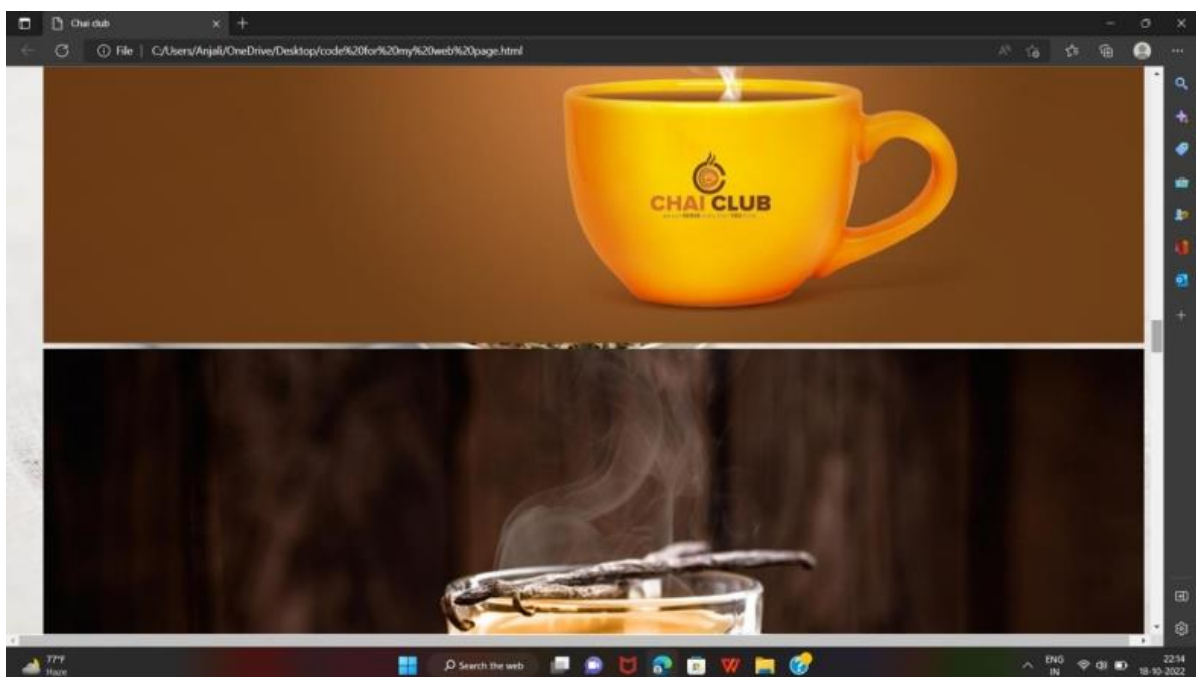 Chai club
File
C:/Users/Anjali/OneDrive/Desktop/code%20for%20my%20web%20page.html
CHAI CLUB
77°F
Haze
Search the web
ENG
IN
22:14
18-10-2022